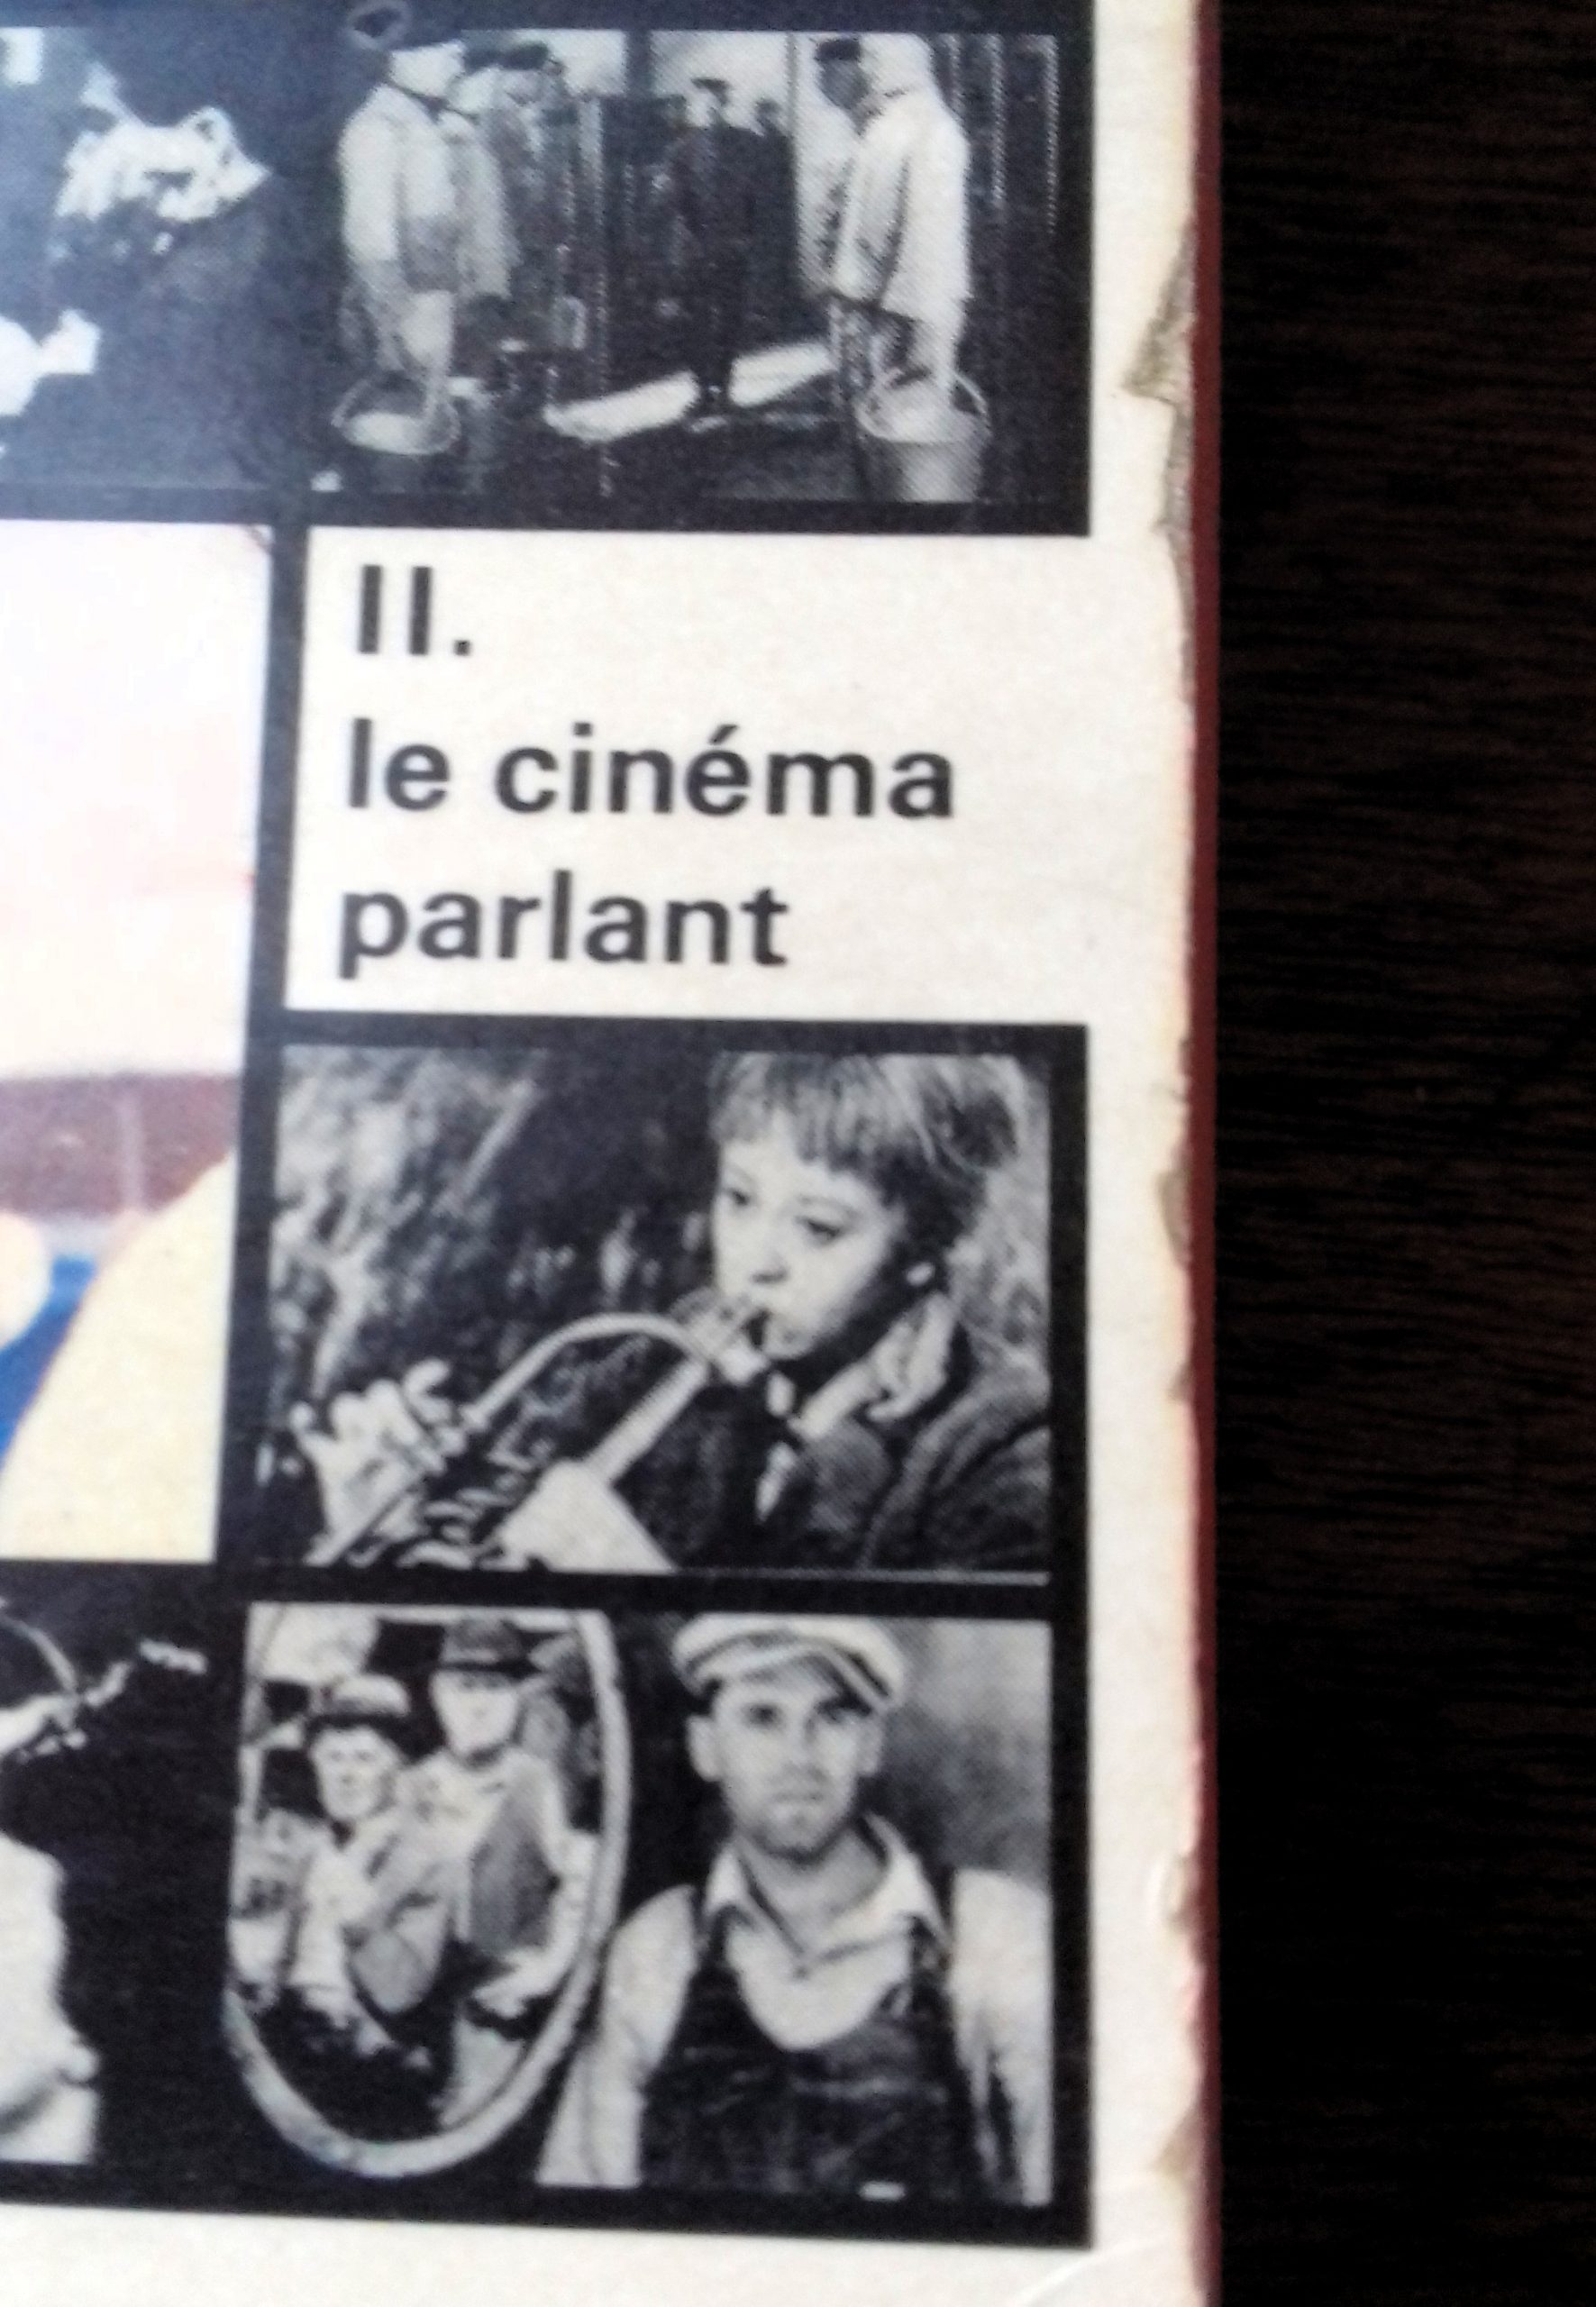 II.
le cinéma
parlant